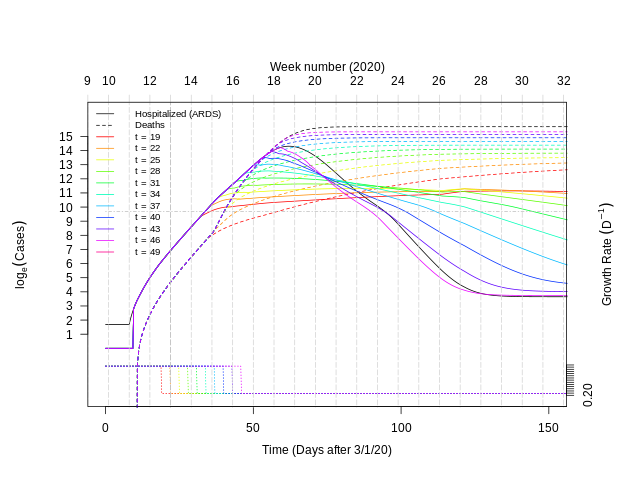 Week number (2020)
9 10 12 14 16 18 20 22 24 26 28 30 32
Hospitalized (ARDS)
Deaths
t = 19
t = 22
t = 25
t = 28
t = 31
t = 34
t = 37
t = 40
t = 43
t = 46
t = 49
15
14
13
12
11
10
9
8
7
6
5
4
3
2
1
logₑ(Cases)
Growth Rate (D⁻¹)
0.20
0 50 100 150
Time (Days after 3/1/20)